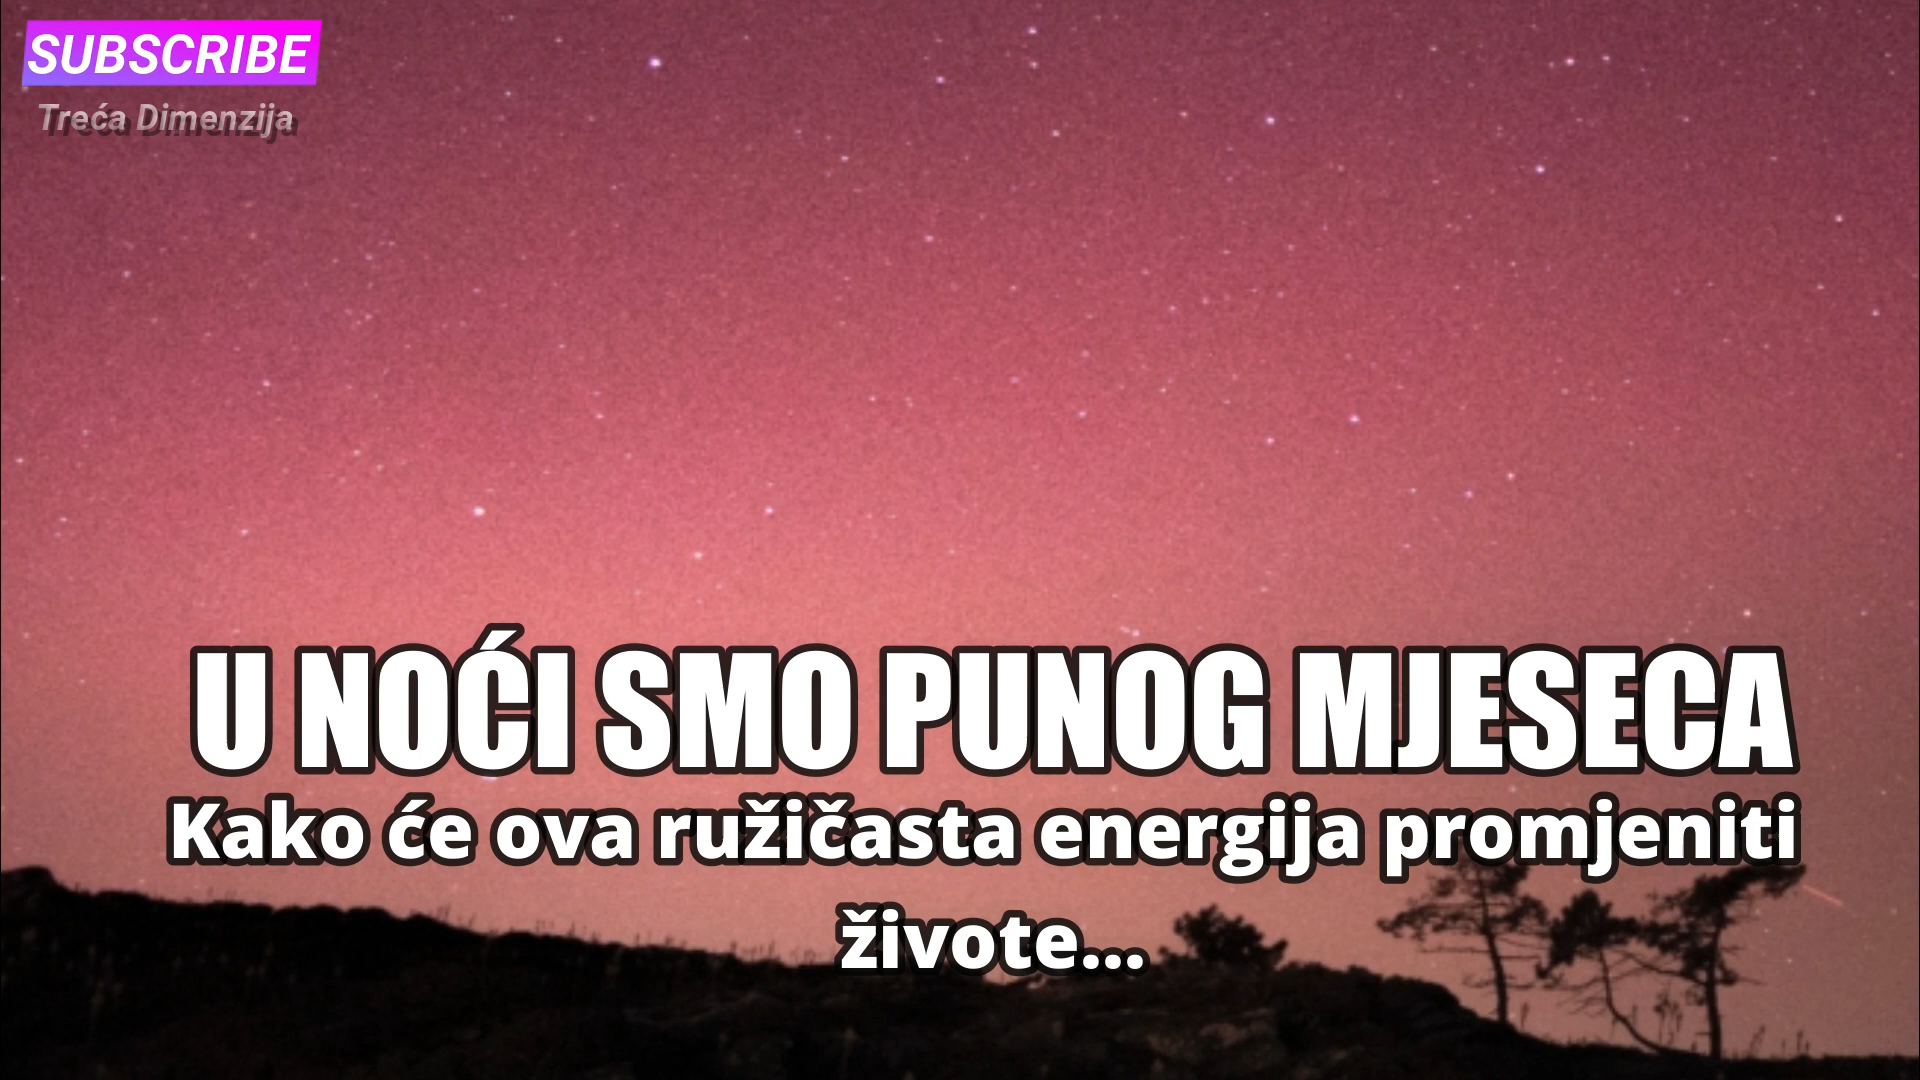 SUBSCRIBE
Treća Dimenzija
U NOĆI SMO PUNOG MJESECA
Kako će ova ružičasta energija promjeniti
živote...